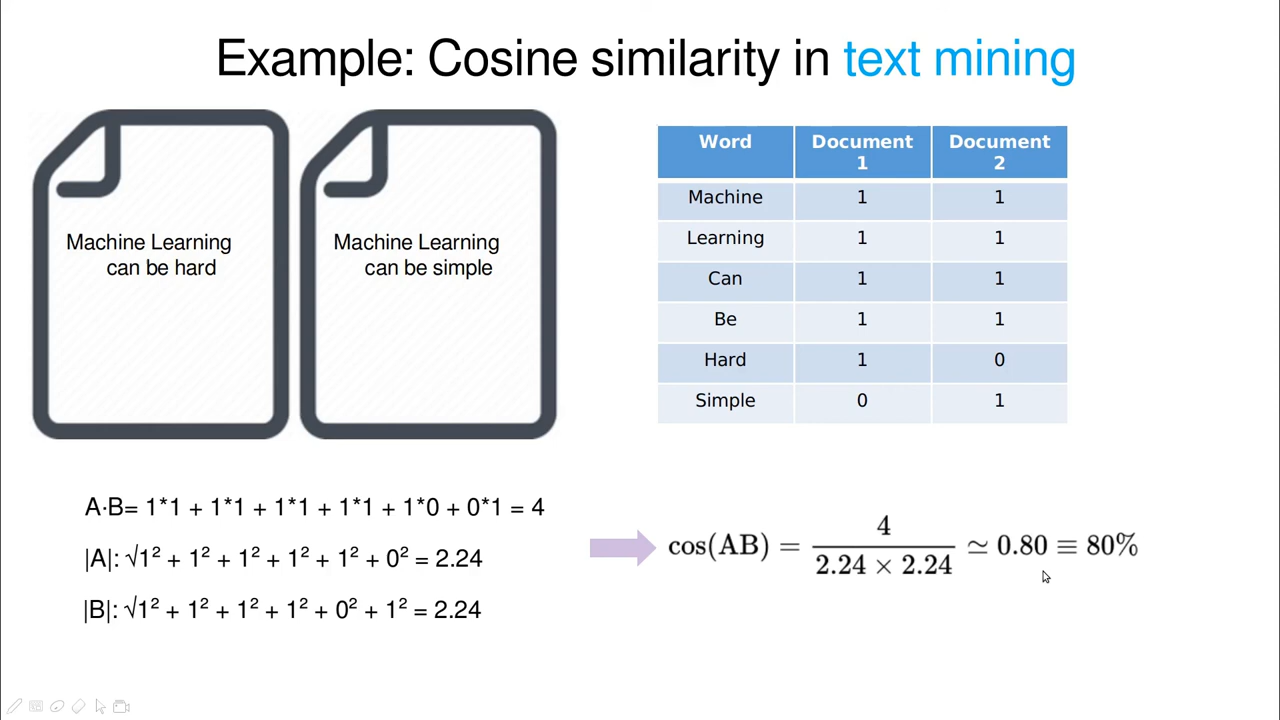 Example: Cosine similarity in text mining
Machine Learning
can be hard
Machine Learning
can be simple
Word Document 1 Document 2
Machine 1 1
Learning 1 1
Can 1 1
Be 1 1
Hard 1 0
Simple 0 1
A·B= 1*1 + 1*1 + 1*1 + 1*1 + 1*0 + 0*1 = 4
|A|: √1² + 1² + 1² + 1² + 1² + 0² = 2.24
|B|: √1² + 1² + 1² + 1² + 0² + 1² = 2.24
cos(AB) = 4 / 2.24 × 2.24 ≃ 0.80 ≡ 80%